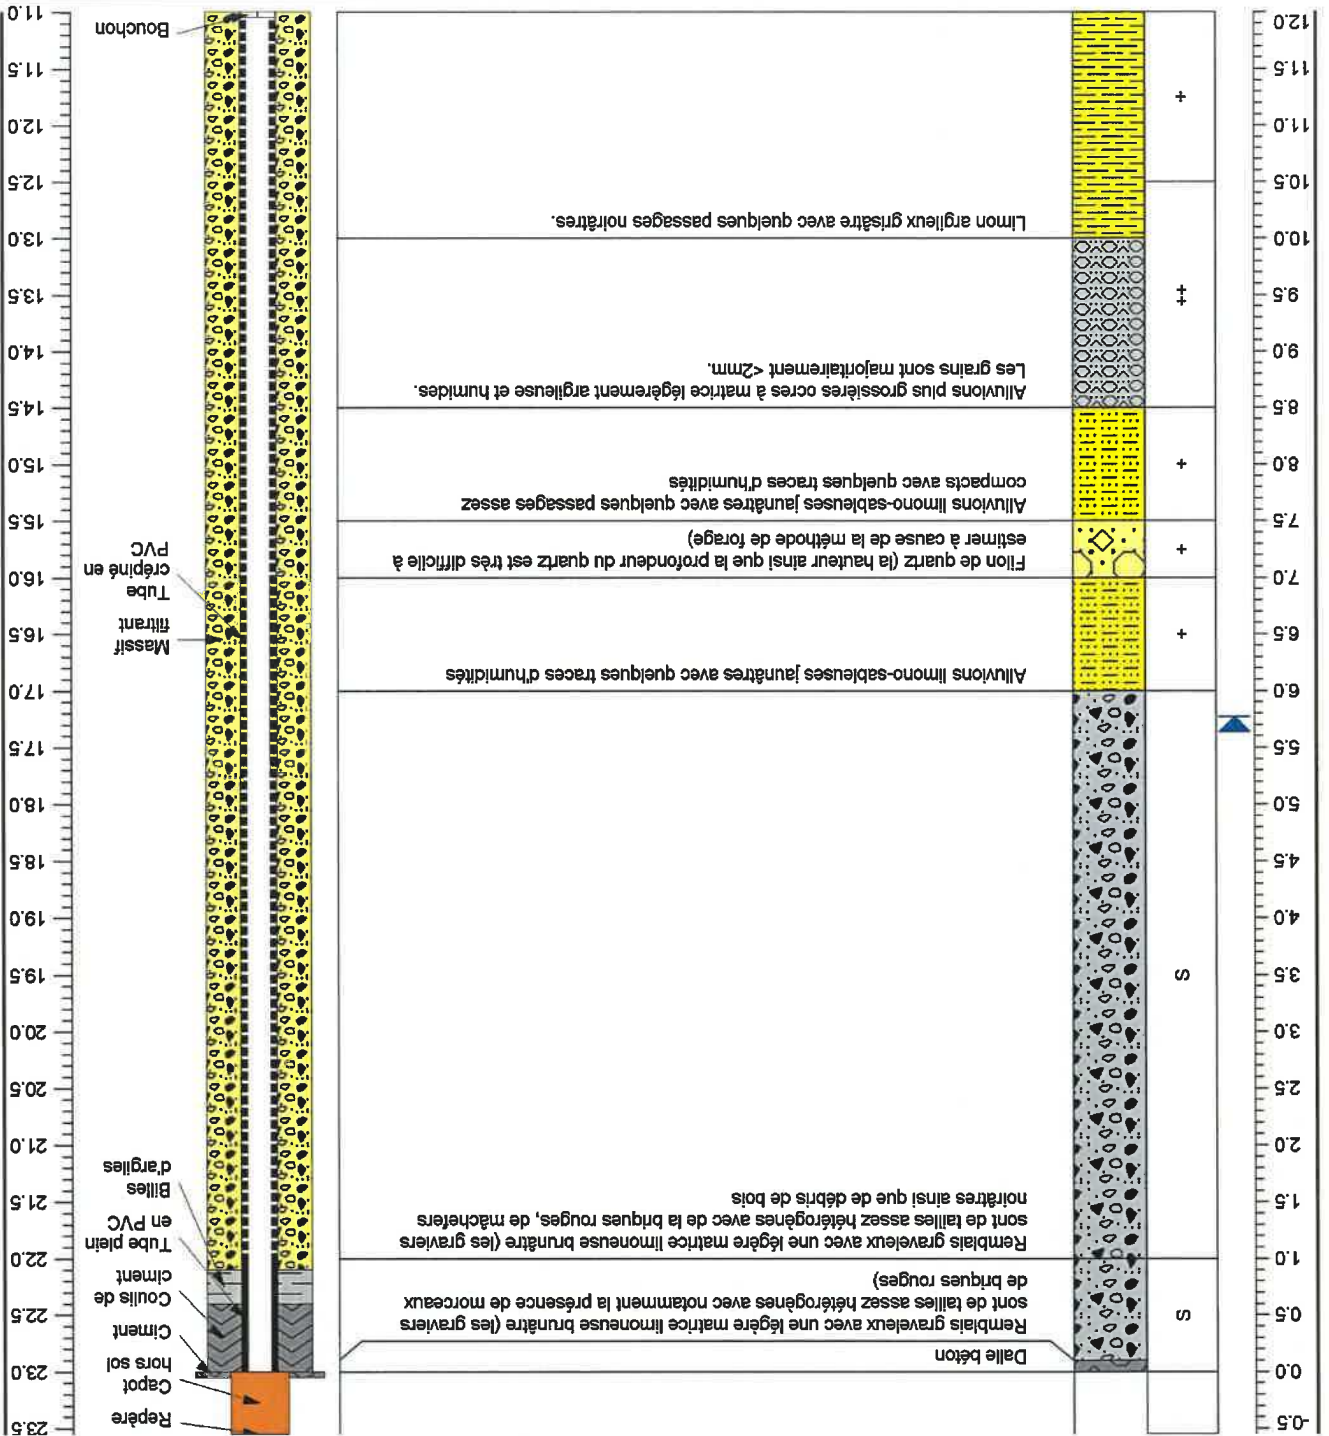 -0.5
0.0
0.5
1.0
1.5
2.0
2.5
3.0
3.5
4.0
4.5
5.0
5.5
6.0
6.5
7.0
7.5
8.0
8.5
9.0
9.5
10.0
10.5
11.0
11.5
12.0
S
S
+
+
+
++
+
Dalle béton
Remblais graveleux avec une légère matrice limoneuse brunâtre (les graviers
sont de tailles assez hétérogènes avec notamment la présence de morceaux
de briques rouges)
Remblais graveleux avec une légère matrice limoneuse brunâtre (les graviers
sont de tailles assez hétérogènes avec de la briques rouges, de mâchefers
noirâtres ainsi que de débris de bois
Alluvions limono-sableuses jaunâtres avec quelques traces d'humidités
Filon de quartz (la hauteur ainsi que la profondeur du quartz est très difficile à
estimer à cause de la méthode de forage)
Alluvions limono-sableuses jaunâtres avec quelques passages assez
compacts avec quelques traces d'humidités
Alluvions plus grossières ocres à matrice légèrement argileuse et humides.
Les grains sont majoritairement <2mm.
Limon argileux grisâtre avec quelques passages noirâtres.
Repère
Capot
hors sol
Ciment
Coulis de
ciment
Tube plein
en PVC
Billes
d'argiles
Massif
filtrant
Tube
crépiné en
PVC
Bouchon
23.5
23.0
22.5
22.0
21.5
21.0
20.5
20.0
19.5
19.0
18.5
18.0
17.5
17.0
16.5
16.0
15.5
15.0
14.5
14.0
13.5
13.0
12.5
12.0
11.5
11.0